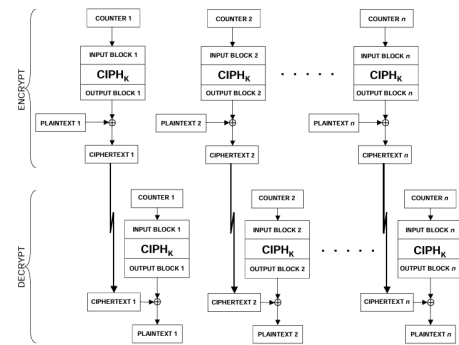 ENCRYPT
COUNTER 1 COUNTER 2 COUNTER n
INPUT BLOCK 1 INPUT BLOCK 2 INPUT BLOCK n
CIPHK CIPHK . . . . . CIPHK
OUTPUT BLOCK 1 OUTPUT BLOCK 2 OUTPUT BLOCK n
PLAINTEXT 1 PLAINTEXT 2 PLAINTEXT n
CIPHERTEXT 1 CIPHERTEXT 2 CIPHERTEXT n
DECRYPT
COUNTER 1 COUNTER 2 COUNTER n
INPUT BLOCK 1 INPUT BLOCK 2 INPUT BLOCK n
CIPHK CIPHK . . . . . CIPHK
OUTPUT BLOCK 1 OUTPUT BLOCK 2 OUTPUT BLOCK n
CIPHERTEXT 1 CIPHERTEXT 2 CIPHERTEXT n
PLAINTEXT 1 PLAINTEXT 2 PLAINTEXT n